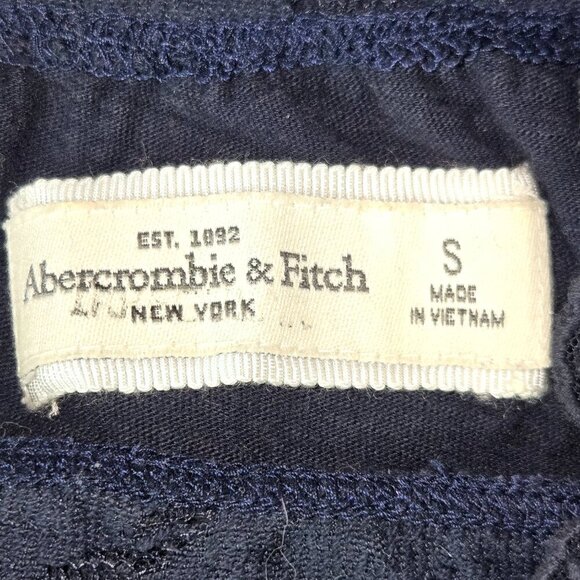 EST. 1892
Abercrombie & Fitch
NEW YORK
S
MADE
IN VIETNAM